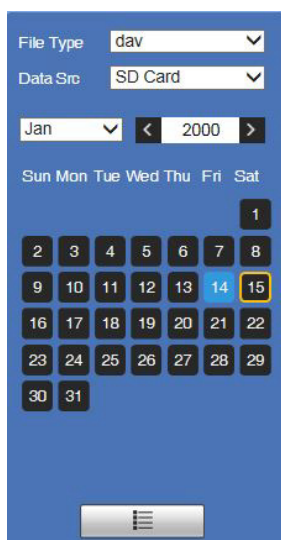 File Type dav
Data Src SD Card
Jan 2000
Sun Mon Tue Wed Thu Fri Sat
1
2 3 4 5 6 7 8
9 10 11 12 13 14 15
16 17 18 19 20 21 22
23 24 25 26 27 28 29
30 31